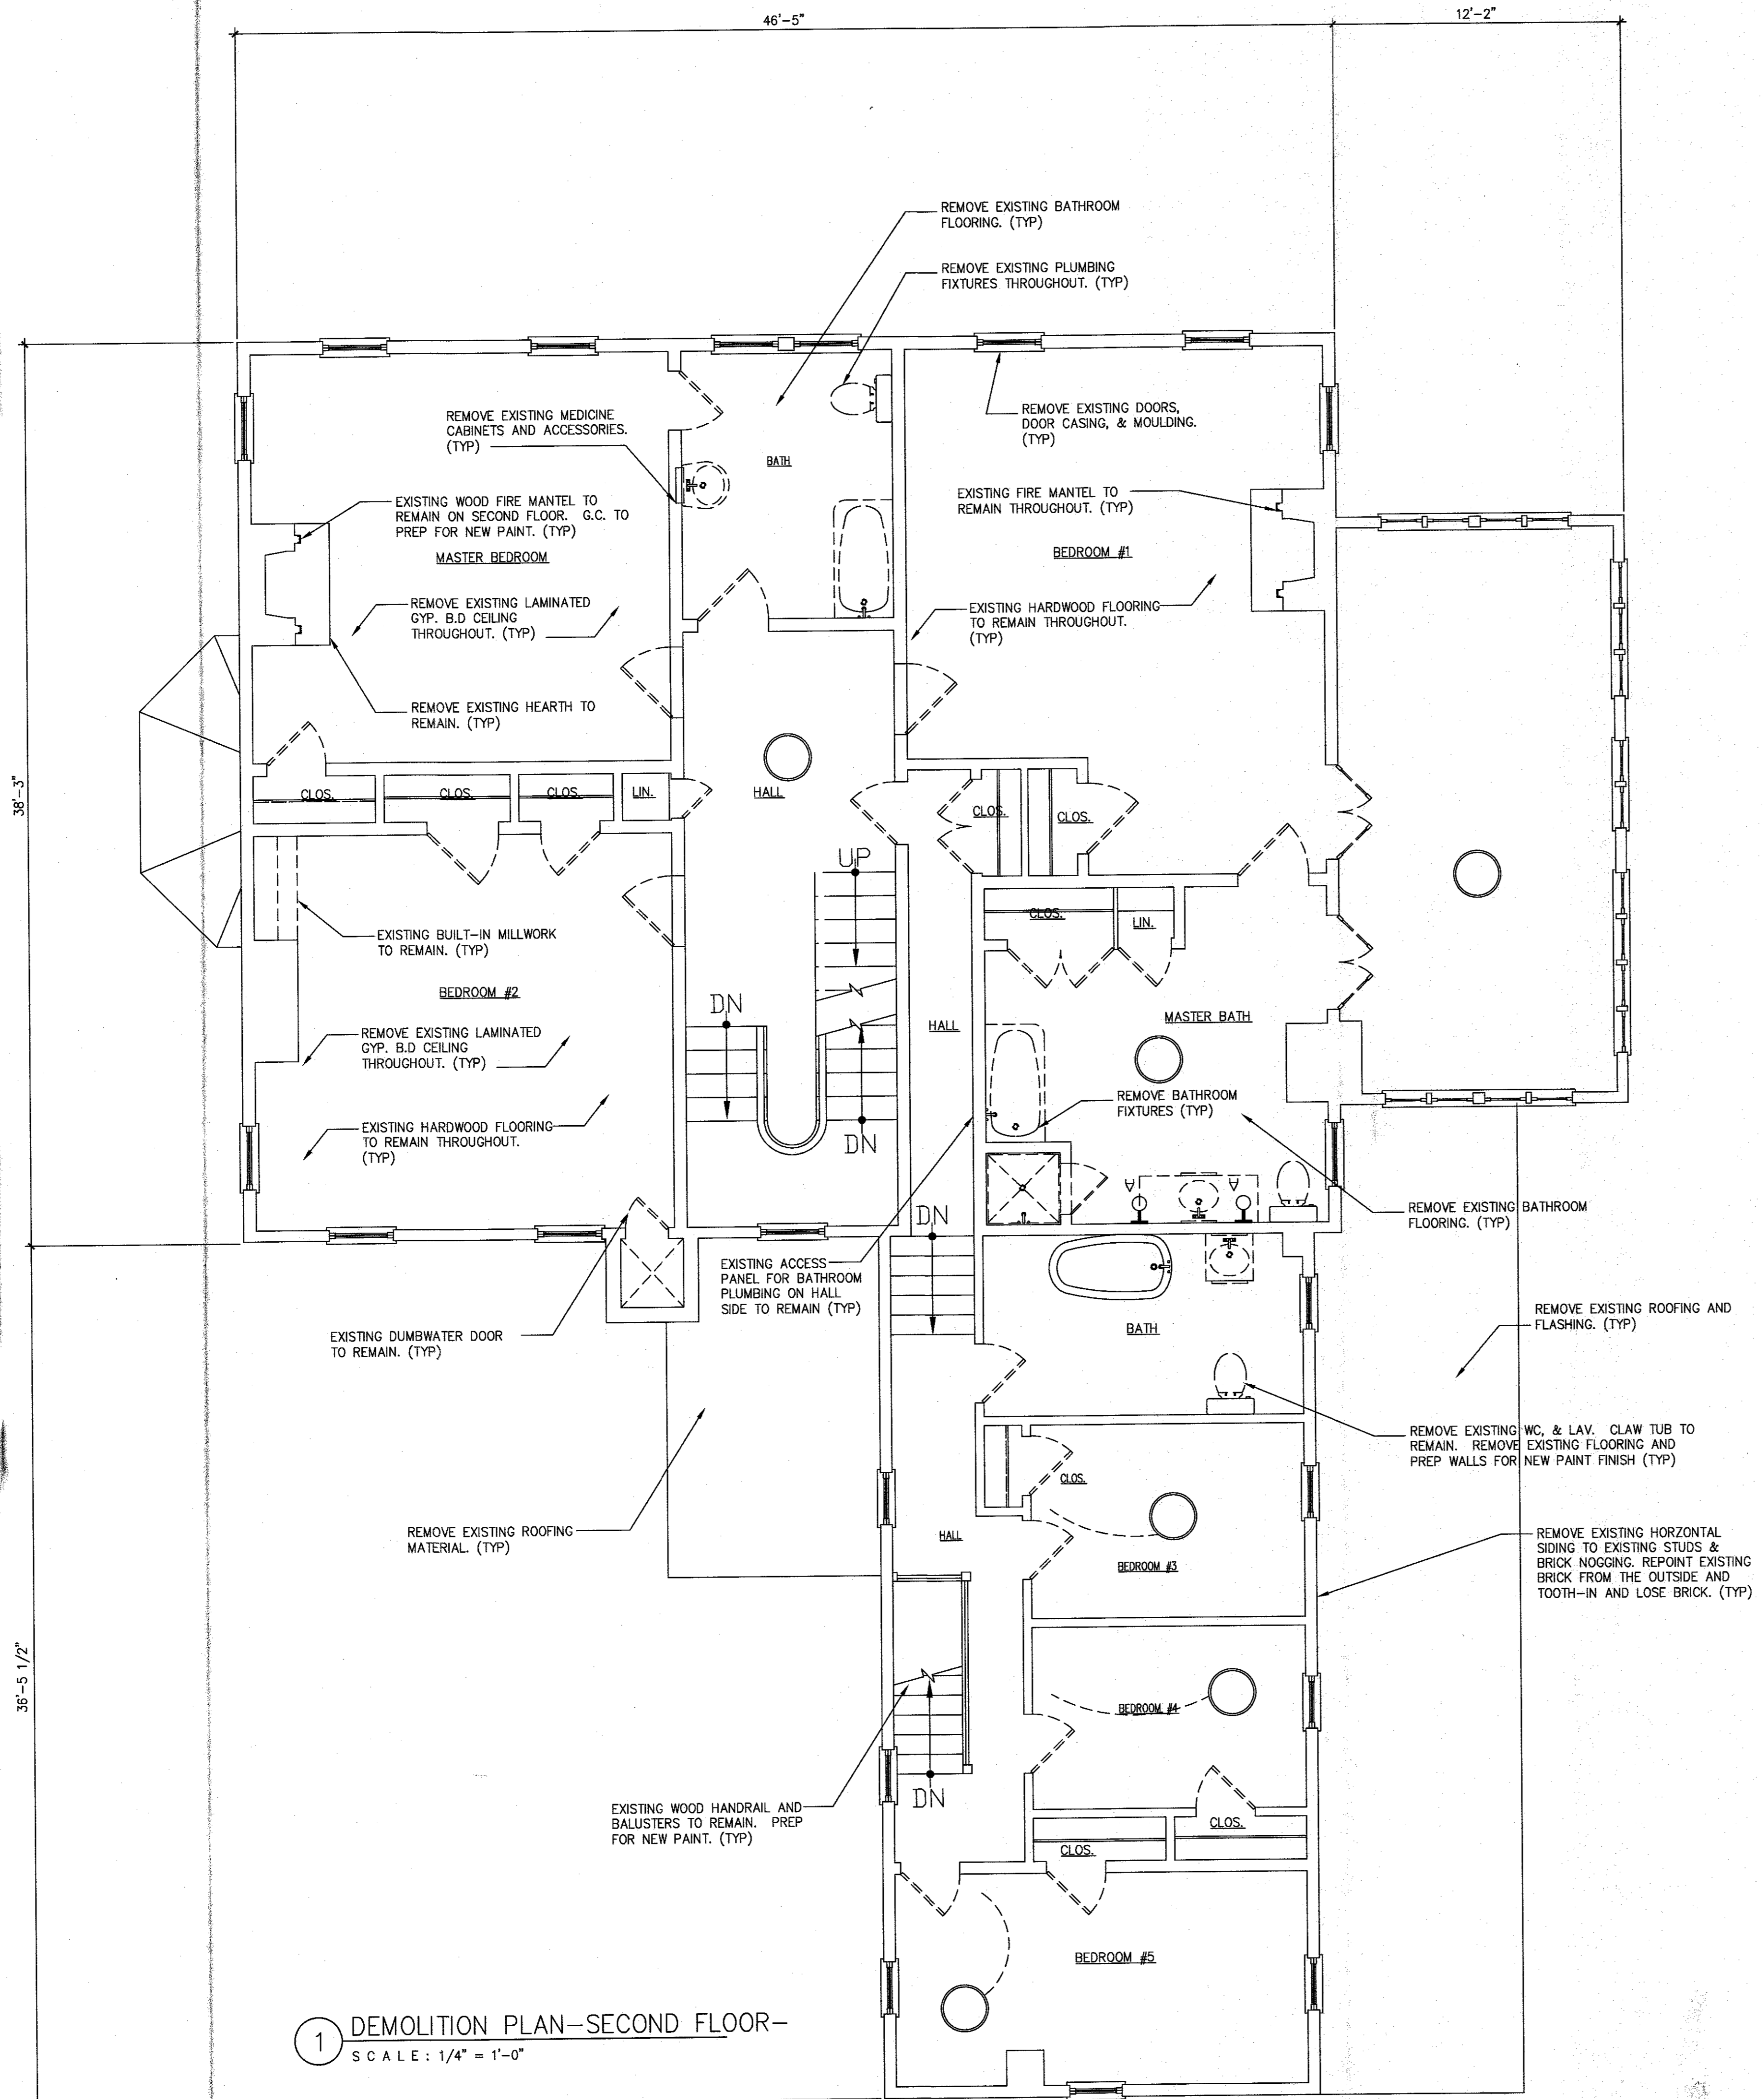 46'-5"
12'-2"
REMOVE EXISTING BATHROOM
FLOORING. (TYP)
REMOVE EXISTING PLUMBING
FIXTURES THROUGHOUT. (TYP)
REMOVE EXISTING MEDICINE
CABINETS AND ACCESSORIES.
(TYP)
REMOVE EXISTING DOORS,
DOOR CASING, & MOULDING.
(TYP)
BATH
EXISTING WOOD FIRE MANTEL TO
REMAIN ON SECOND FLOOR. G.C. TO
PREP FOR NEW PAINT. (TYP)
MASTER BEDROOM
EXISTING FIRE MANTEL TO
REMAIN THROUGHOUT. (TYP)
BEDROOM #1
REMOVE EXISTING LAMINATED
GYP. B.D CEILING
THROUGHOUT. (TYP)
EXISTING HARDWOOD FLOORING
TO REMAIN THROUGHOUT.
(TYP)
REMOVE EXISTING HEARTH TO
REMAIN. (TYP)
38'-3"
CLOS.
CLOS.
CLOS.
LIN.
HALL
CLOS.
CLOS.
UP
CLOS.
LIN.
EXISTING BUILT-IN MILLWORK
TO REMAIN. (TYP)
BEDROOM #2
DN
HALL
MASTER BATH
REMOVE EXISTING LAMINATED
GYP. B.D CEILING
THROUGHOUT. (TYP)
REMOVE BATHROOM
FIXTURES (TYP)
EXISTING HARDWOOD FLOORING
TO REMAIN THROUGHOUT.
(TYP)
DN
DN
REMOVE EXISTING BATHROOM
FLOORING. (TYP)
EXISTING ACCESS
PANEL FOR BATHROOM
PLUMBING ON HALL
SIDE TO REMAIN (TYP)
EXISTING DUMBWATER DOOR
TO REMAIN. (TYP)
BATH
REMOVE EXISTING ROOFING AND
FLASHING. (TYP)
REMOVE EXISTING WC, & LAV. CLAW TUB TO
REMAIN. REMOVE EXISTING FLOORING AND
PREP WALLS FOR NEW PAINT FINISH (TYP)
CLOS.
REMOVE EXISTING ROOFING
MATERIAL. (TYP)
HALL
BEDROOM #3
REMOVE EXISTING HORZONTAL
SIDING TO EXISTING STUDS &
BRICK NOGGING. REPOINT EXISTING
BRICK FROM THE OUTSIDE AND
TOOTH-IN AND LOSE BRICK. (TYP)
36'-5 1/2"
BEDROOM #4
DN
EXISTING WOOD HANDRAIL AND
BALUSTERS TO REMAIN. PREP
FOR NEW PAINT. (TYP)
CLOS.
CLOS.
BEDROOM #5
1 DEMOLITION PLAN-SECOND FLOOR-
SCALE: 1/4" = 1'-0"